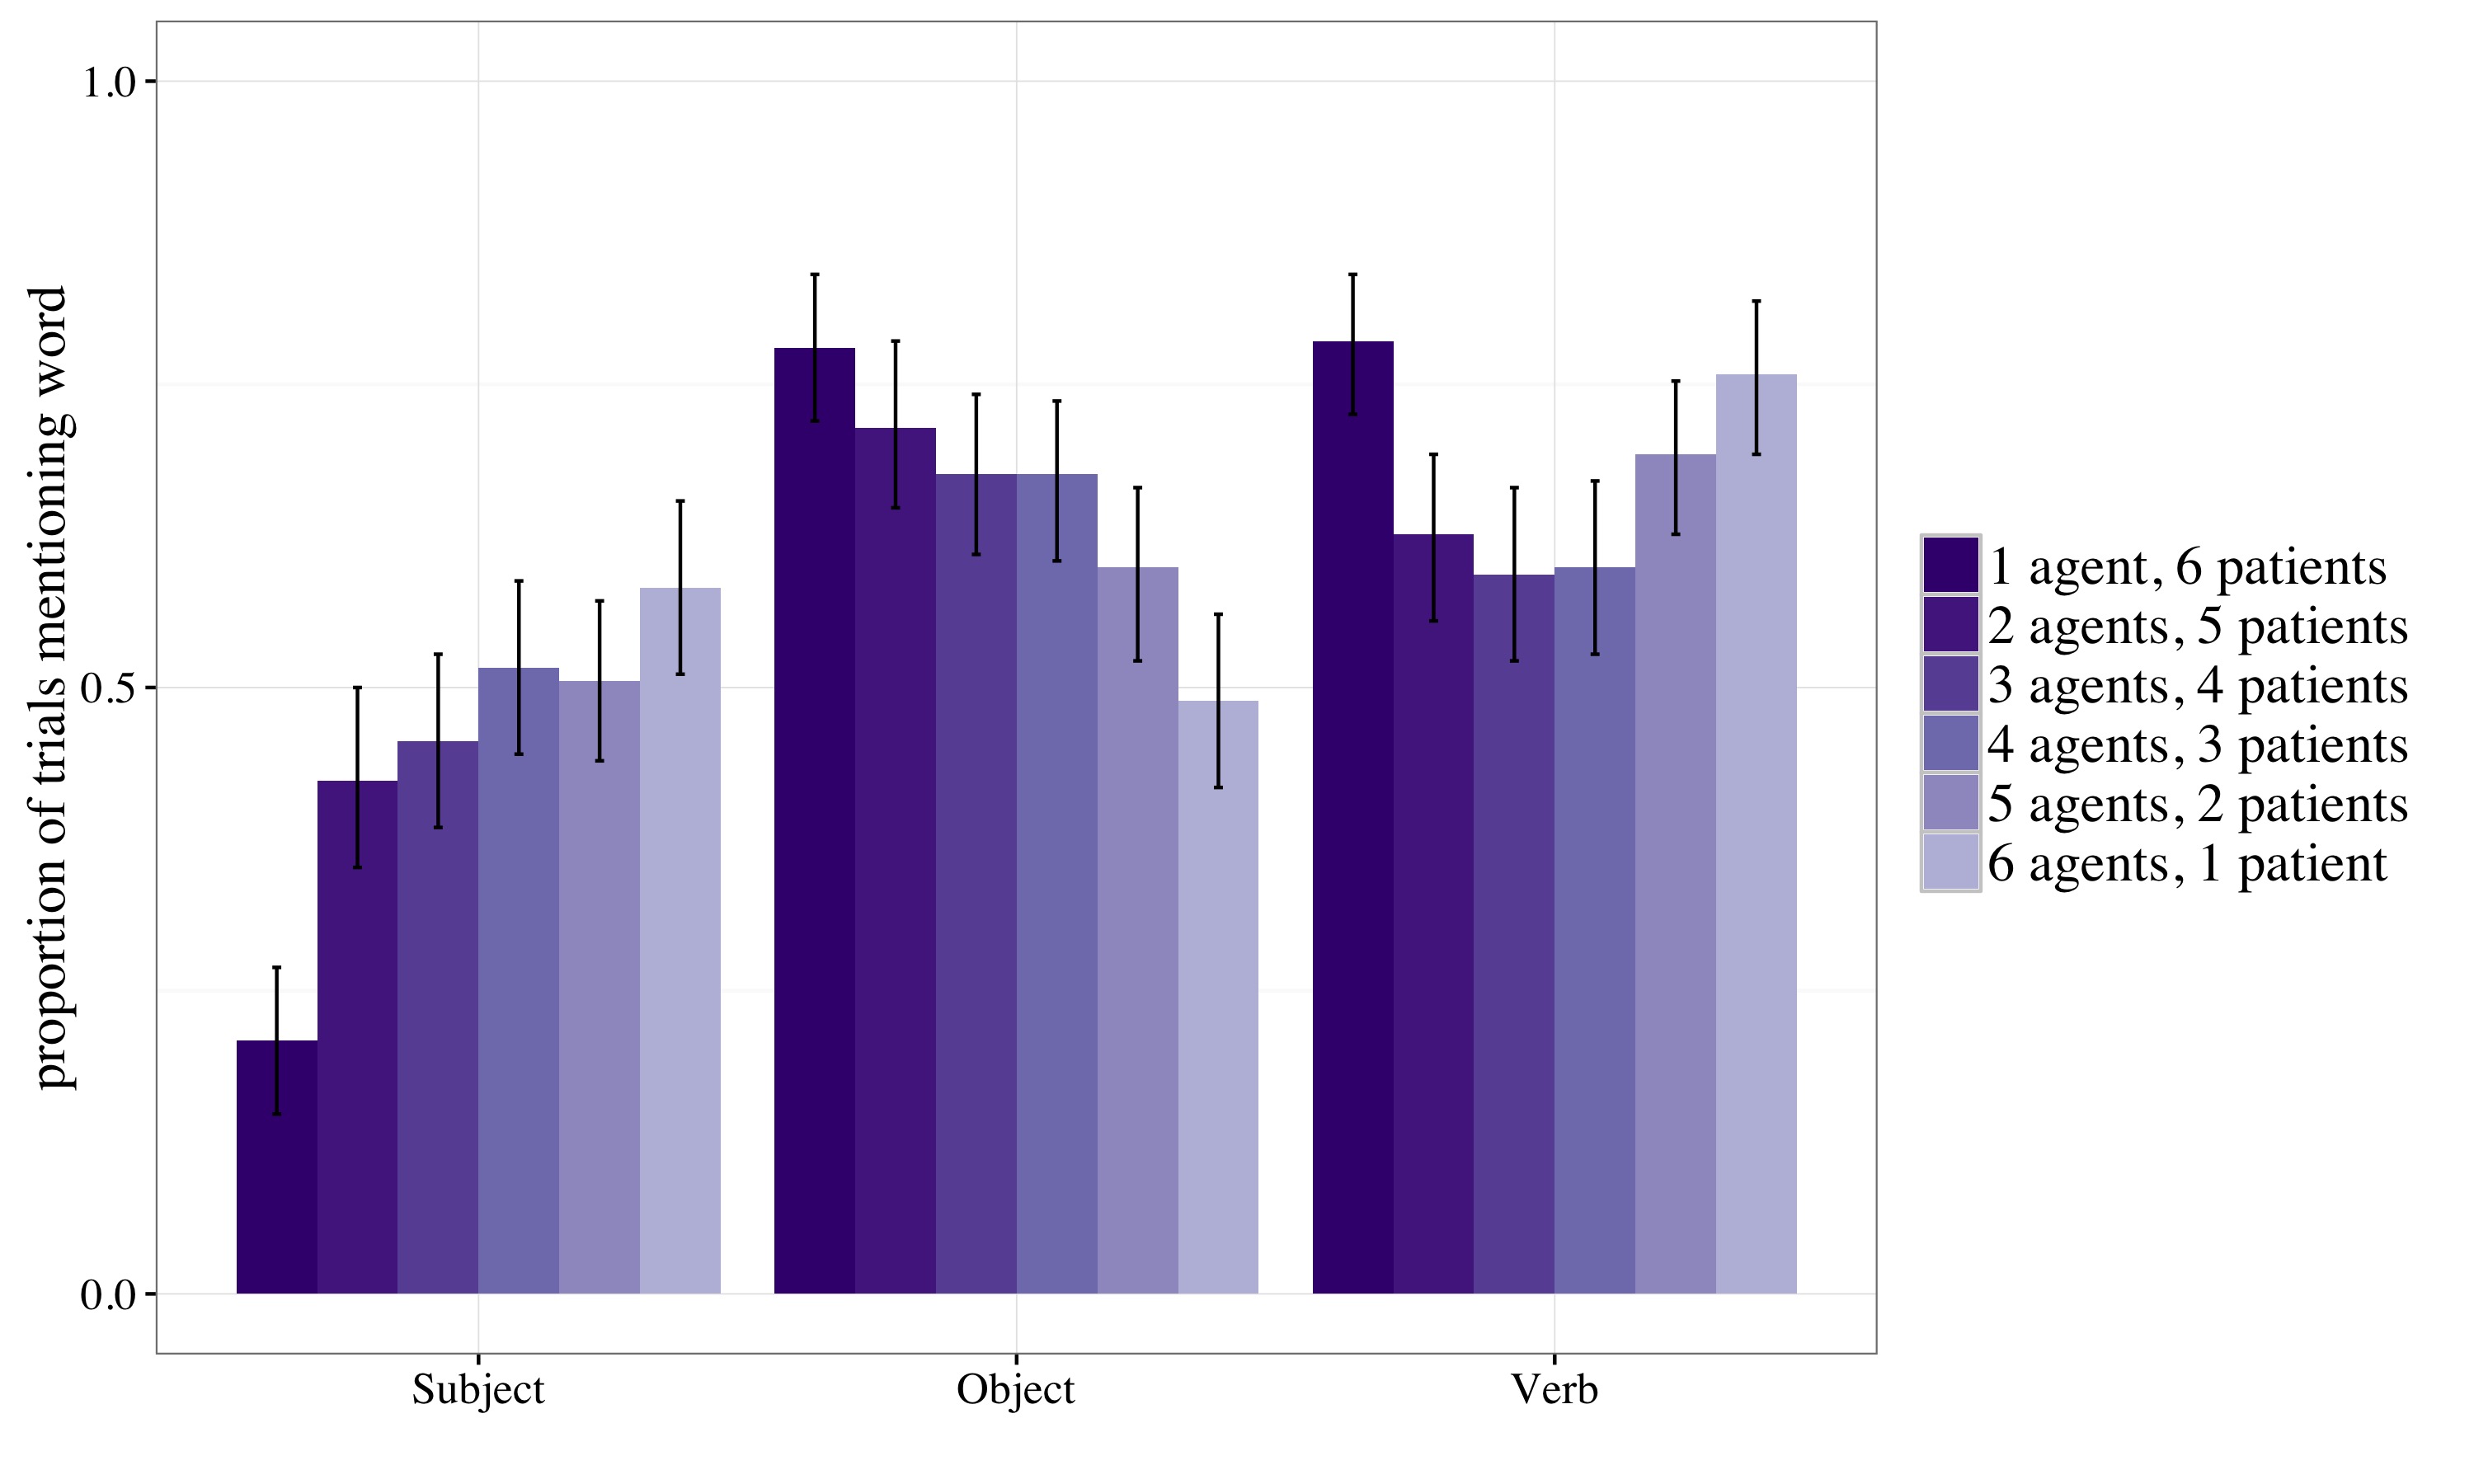 proportion of trials mentioning word
1.0
0.5
0.0
Subject
Object
Verb
1 agent, 6 patients
2 agents, 5 patients
3 agents, 4 patients
4 agents, 3 patients
5 agents, 2 patients
6 agents, 1 patient